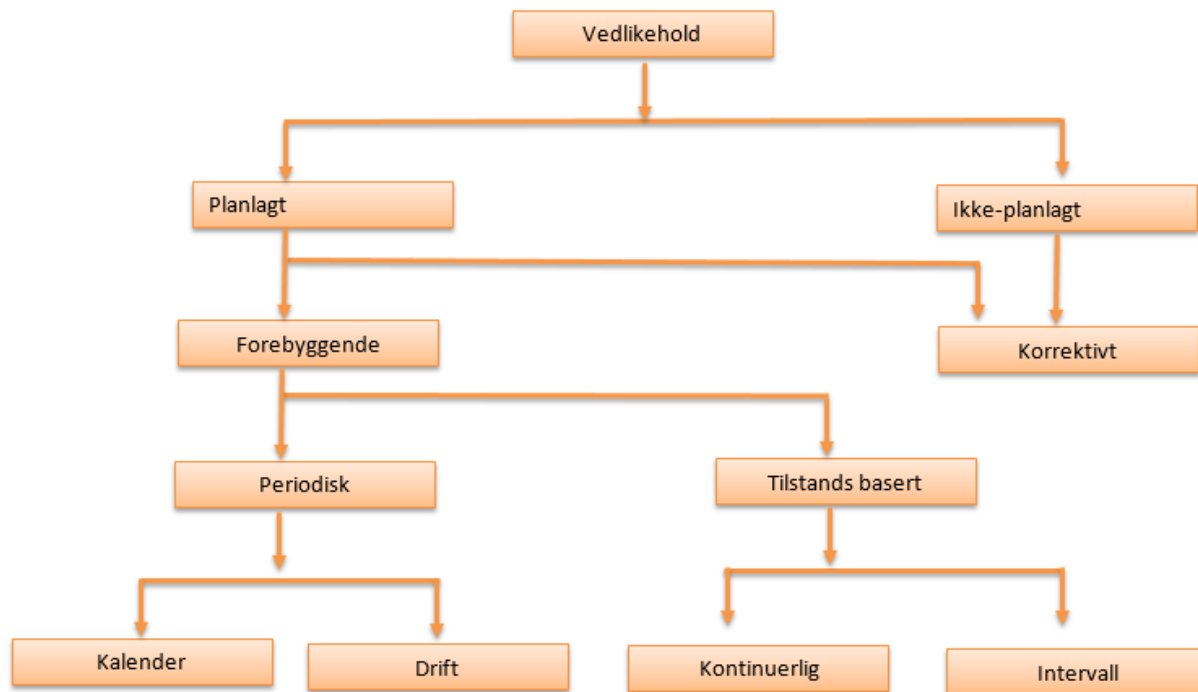 Vedlikehold
Planlagt
Ikke-planlagt
Forebyggende
Korrektivt
Periodisk
Tilstands basert
Kalender
Drift
Kontinuerlig
Intervall